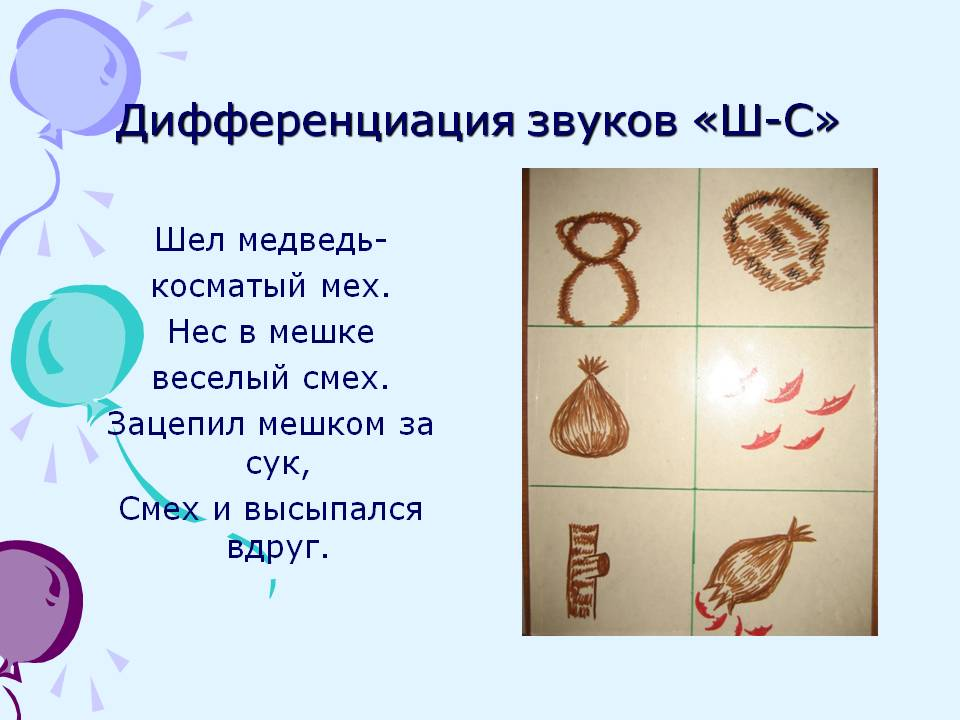 Дифференциация звуков «Ш-С»
Шел медведь-
косматый мех.
Нес в мешке
веселый смех.
Зацепил мешком за
сук,
Смех и высыпался
вдруг.